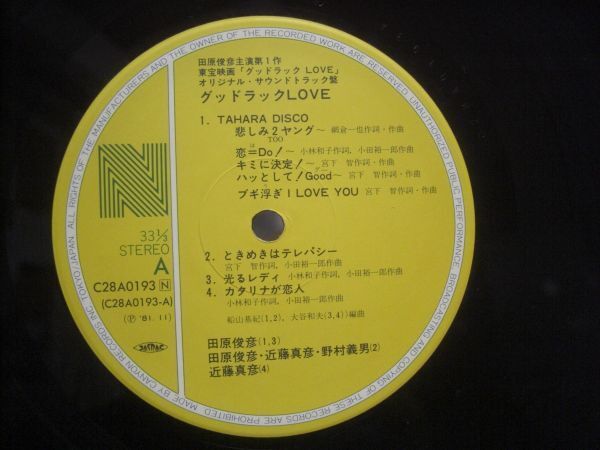 田原俊彦主演第1作
東宝映画「グッドラック LOVE」
オリジナル・サウンドトラック盤
グッドラックLOVE
1. TAHARA DISCO
悲しみ2ヤング〜 網倉一也作詞・作曲
TOO
恋=Do!〜 小林和子作詞、小田裕一郎作曲
キミに決定!〜 宮下 智作詞・作曲
ハッとして!Good〜 宮下 智作詞・作曲
ブギ浮ぎ I LOVE YOU 宮下 智作詞・作曲
2. ときめきはテレパシー
宮下 智作詞、小田裕一郎作曲
3. 光るレディ 小林和子作詞、小田裕一郎作曲
4. カタリナが恋人
小林和子作詞、小田裕一郎作曲
船山基紀(1,2)、大谷和夫(3,4)編曲
田原俊彦(1,3)
田原俊彦・近藤真彦・野村義男(2)
近藤真彦(4)
N
33⅓
STEREO
A
C28A0193 N
(C28A0193-A)
(Ⓟ '81. 11)
JASRAC
ALL RIGHTS OF THE MANUFACTURERS AND THE OWNER OF THE RECORDED WORK ARE RESERVED. UNAUTHORIZED PUBLIC PERFORMANCE, BROADCASTING AND COPYING OF THESE RECORDS ARE PROHIBITED
MADE BY CANYON RECORDS INC. TOKYO/JAPAN